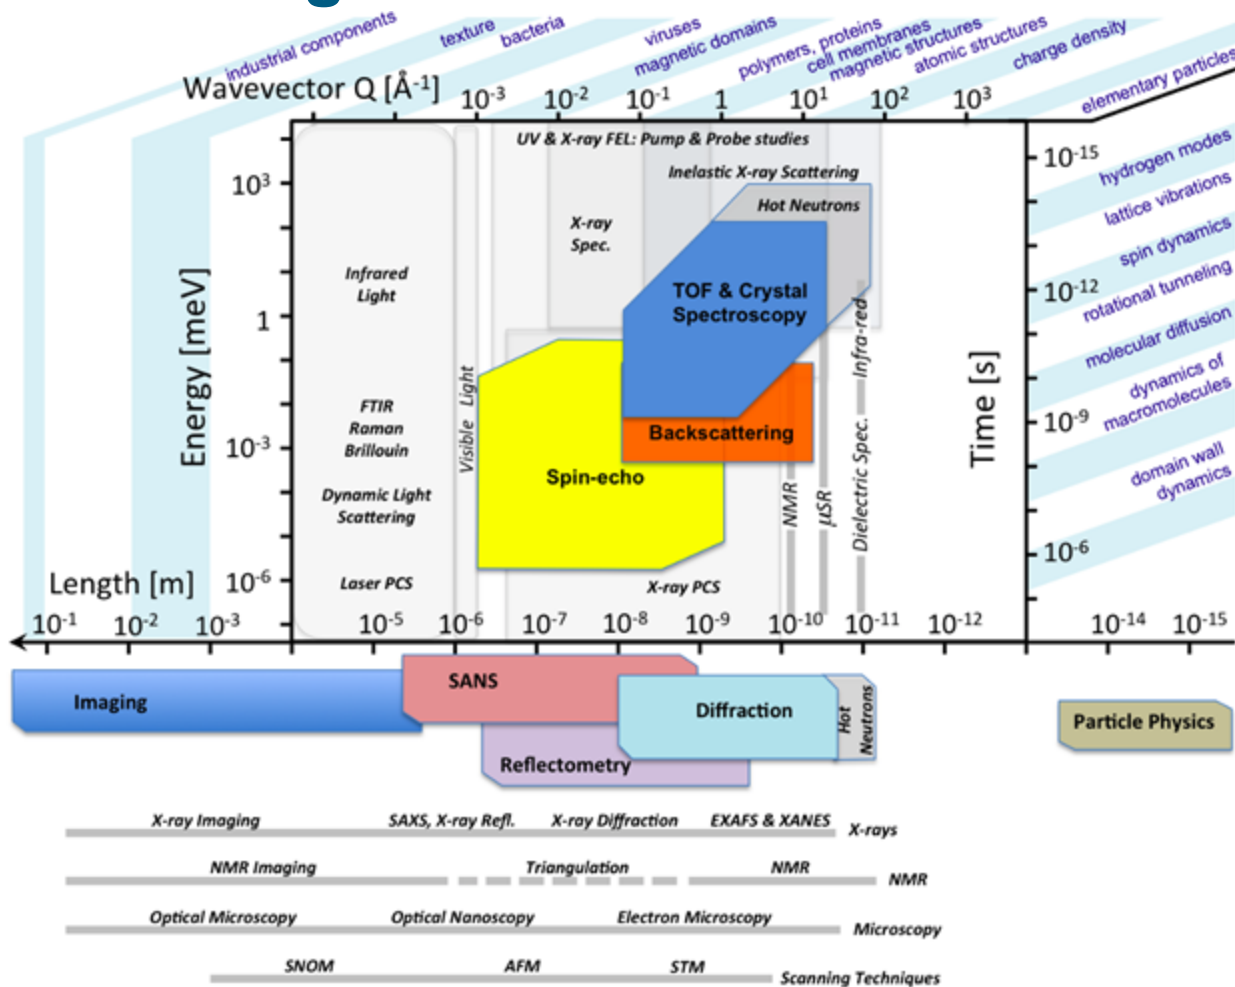 industrial components
texture
bacteria
viruses
magnetic domains
polymers, proteins
cell membranes
magnetic structures
atomic structures
charge density
elementary particles
Wavevector Q [Å-1]
10-3 10-2 10-1 1 101 102 103
UV & X-ray FEL: Pump & Probe studies
Inelastic X-ray Scattering
Hot Neutrons
X-ray
Spec.
Infrared
Light
TOF & Crystal
Spectroscopy
Energy [meV]
103
1
10-3
10-6
Visible Light
FTIR
Raman
Brillouin
Dynamic Light
Scattering
Laser PCS
Spin-echo
Backscattering
X-ray PCS
NMR
µSR
Dielectric Spec.
Infra-red
Time [s]
10-15
10-12
10-9
10-6
hydrogen modes
lattice vibrations
spin dynamics
rotational tunneling
molecular diffusion
dynamics of
macromolecules
domain wall
dynamics
Length [m]
10-1 10-2 10-3 10-5 10-6 10-7 10-8 10-9 10-10 10-11 10-12 10-14 10-15
Imaging
SANS
Diffraction
Hot
Neutrons
Reflectometry
Particle Physics
X-ray Imaging SAXS, X-ray Refl. X-ray Diffraction EXAFS & XANES X-rays
NMR Imaging Triangulation NMR NMR
Optical Microscopy Optical Nanoscopy Electron Microscopy Microscopy
SNOM AFM STM Scanning Techniques